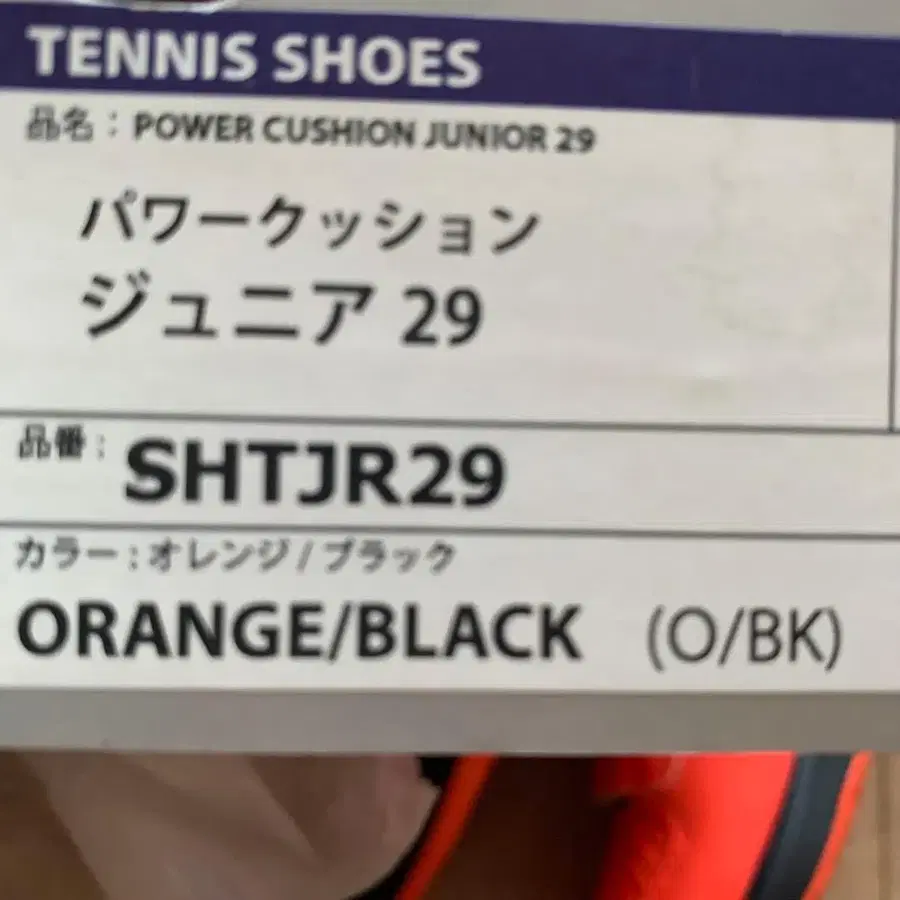 TENNIS SHOES
品名：POWER CUSHION JUNIOR 29
パワークッション
ジュニア 29
品番：SHTJR29
カラー：オレンジ/ブラック
ORANGE/BLACK (O/BK)